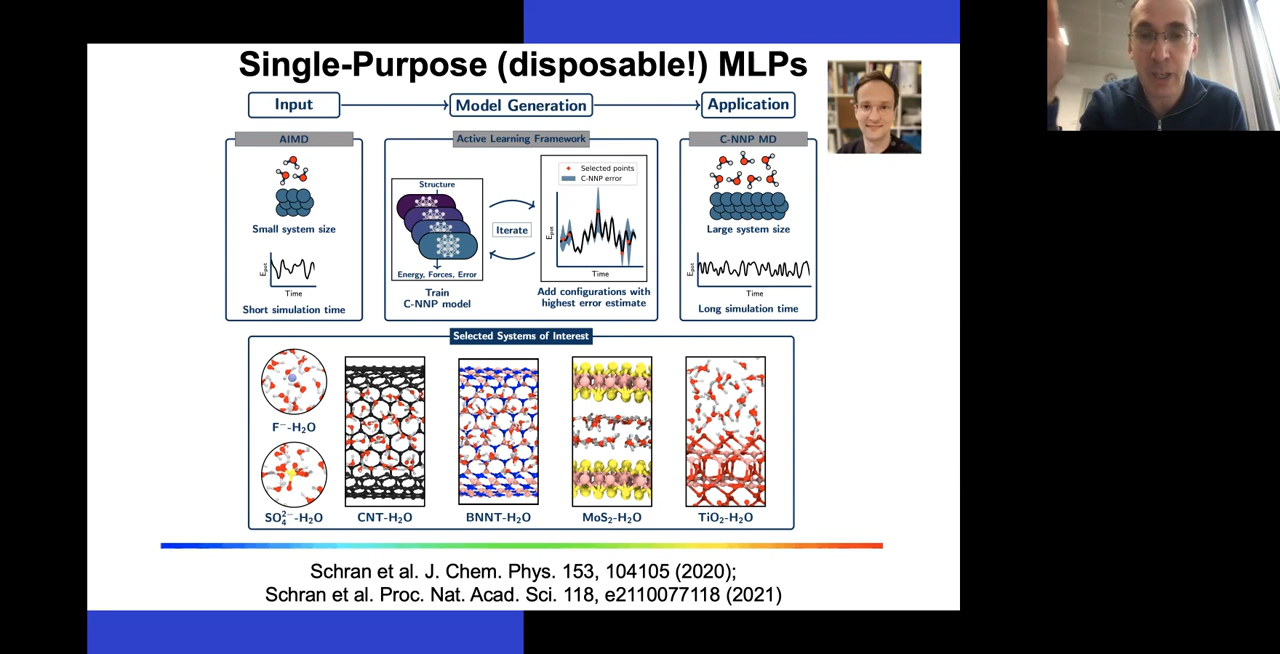 Single-Purpose (disposable!) MLPs
Input
Model Generation
Application
AIMD
Small system size
E_pot
Time
Short simulation time
Active Learning Framework
Structure
Energy, Forces, Error
Train
C-NNP model
Iterate
Selected points
C-NNP error
E_pot
Time
Add configurations with
highest error estimate
C-NNP MD
Large system size
E_pot
Time
Long simulation time
Selected Systems of Interest
F⁻-H₂O
SO₄²⁻-H₂O
CNT-H₂O
BNNT-H₂O
MoS₂-H₂O
TiO₂-H₂O
Schran et al. J. Chem. Phys. 153, 104105 (2020);
Schran et al. Proc. Nat. Acad. Sci. 118, e2110077118 (2021)